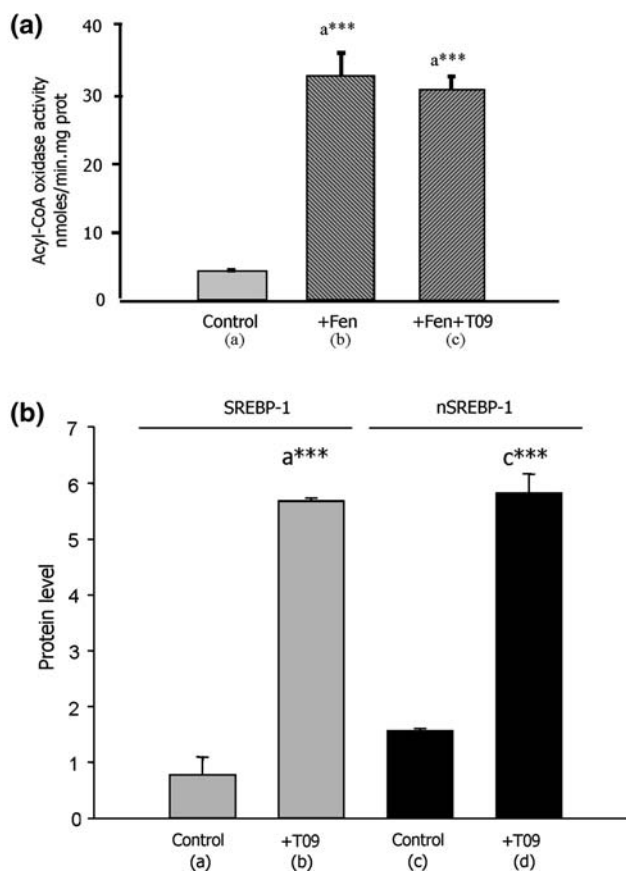 (a)
Acyl-CoA oxidase activity
nmoles/min.mg prot
40
30
20
10
0
a***
a***
Control
+Fen
+Fen+T09
(a)
(b)
(c)
(b)
SREBP-1
nSREBP-1
Protein level
7
6
5
4
3
2
1
0
a***
c***
Control
+T09
Control
+T09
(a)
(b)
(c)
(d)